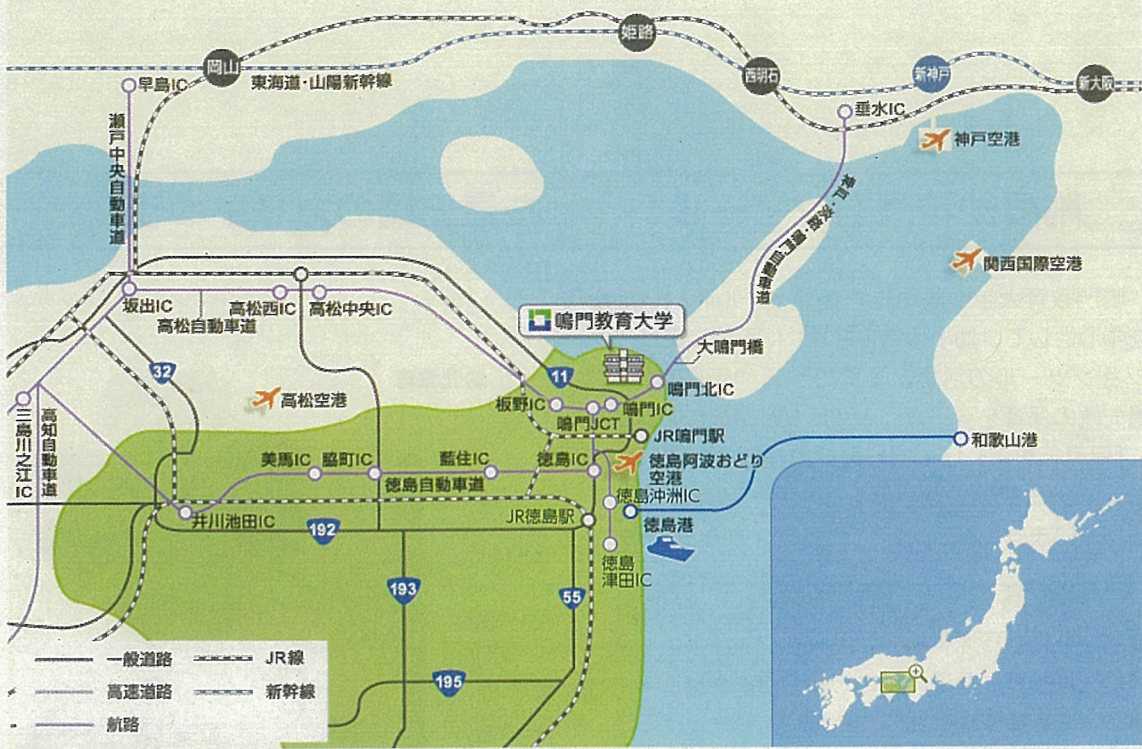 姫路
岡山
東海道・山陽新幹線
西明石
新神戸
新大阪
早島IC
垂水IC
神戸空港
瀬戸中央自動車道
神戸・淡路・鳴門自動車道
関西国際空港
坂出IC
高松西IC
高松中央IC
高松自動車道
鳴門教育大学
大鳴門橋
32
11
高松空港
鳴門北IC
板野IC
鳴門IC
鳴門JCT
三島川之江IC
高知自動車道
JR鳴門駅
和歌山港
美馬IC
脇町IC
藍住IC
徳島IC
徳島阿波おどり
空港
徳島自動車道
徳島沖洲IC
井川池田IC
JR徳島駅
徳島港
192
徳島
津田IC
193
55
195
一般道路
JR線
高速道路
新幹線
航路